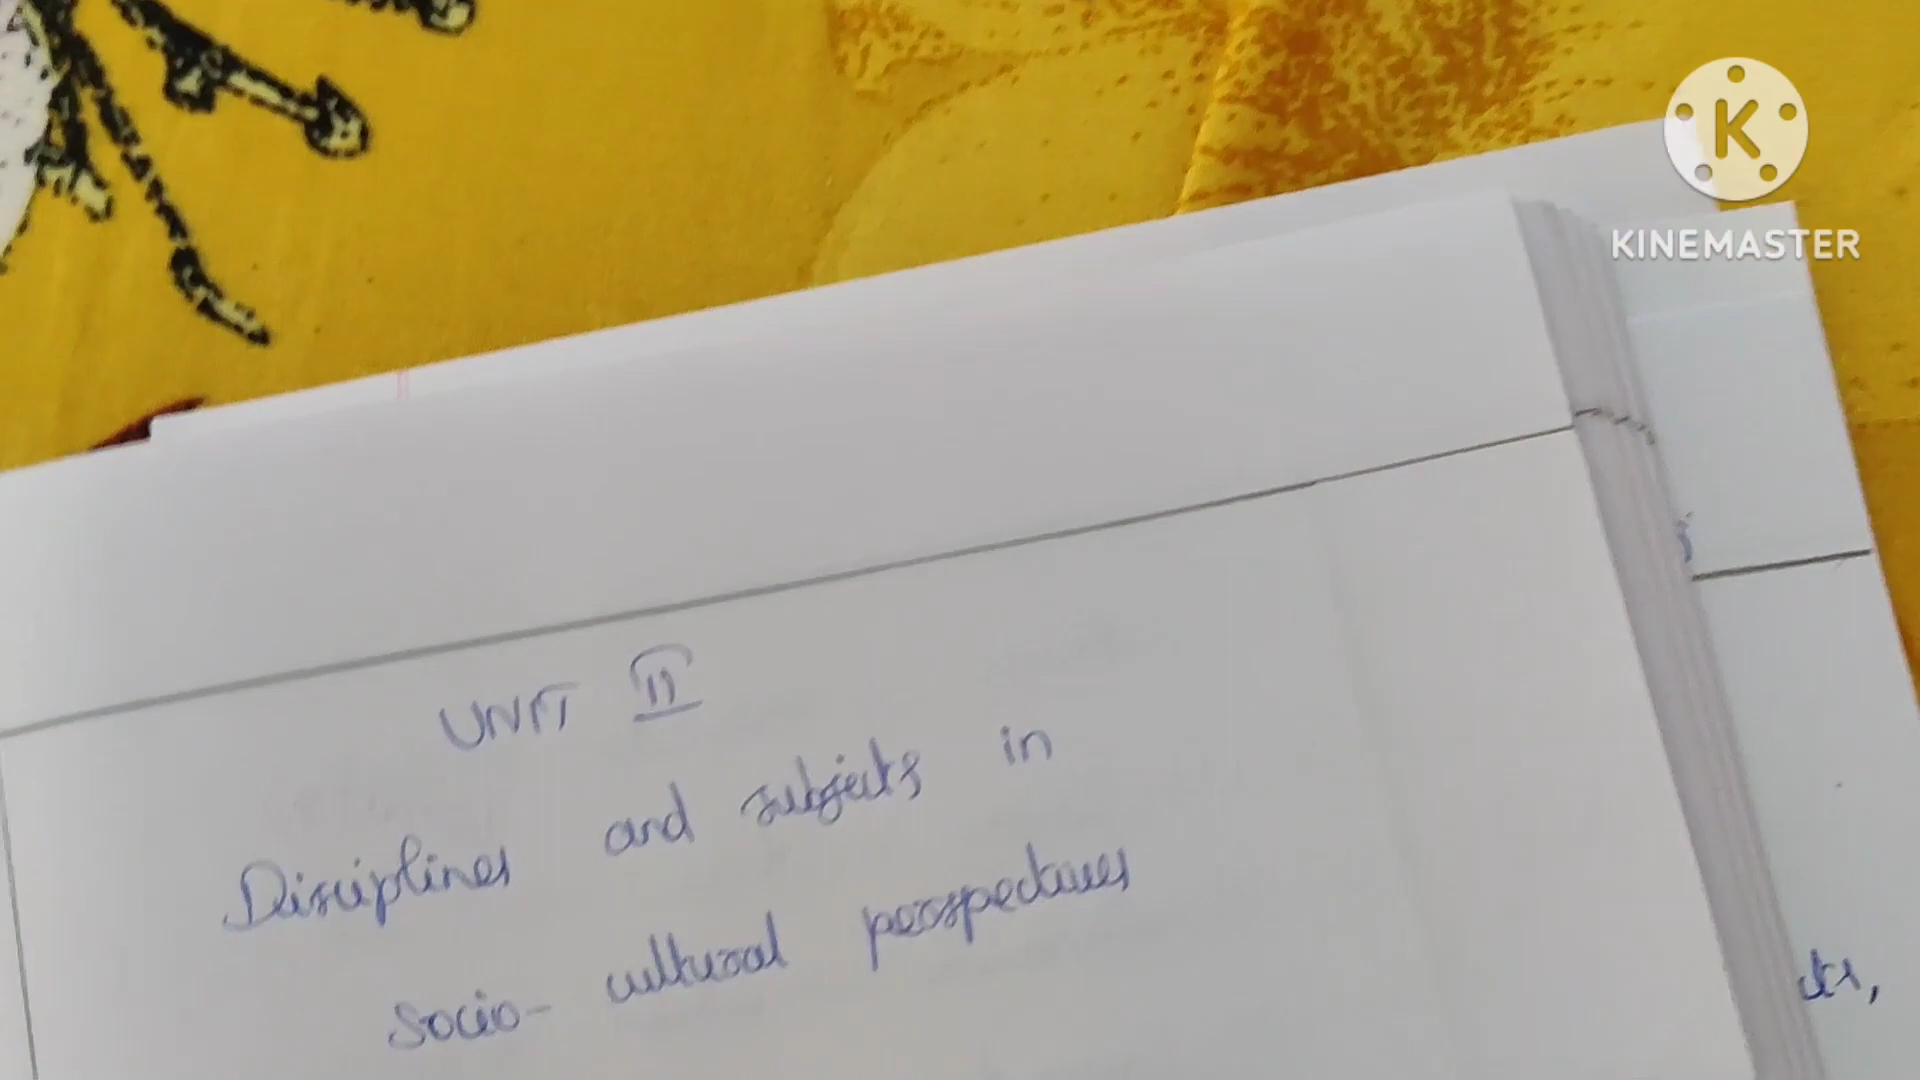 K
KINEMASTER
UNIT II
Disciplines and subjects in
socio- cultural perspectives